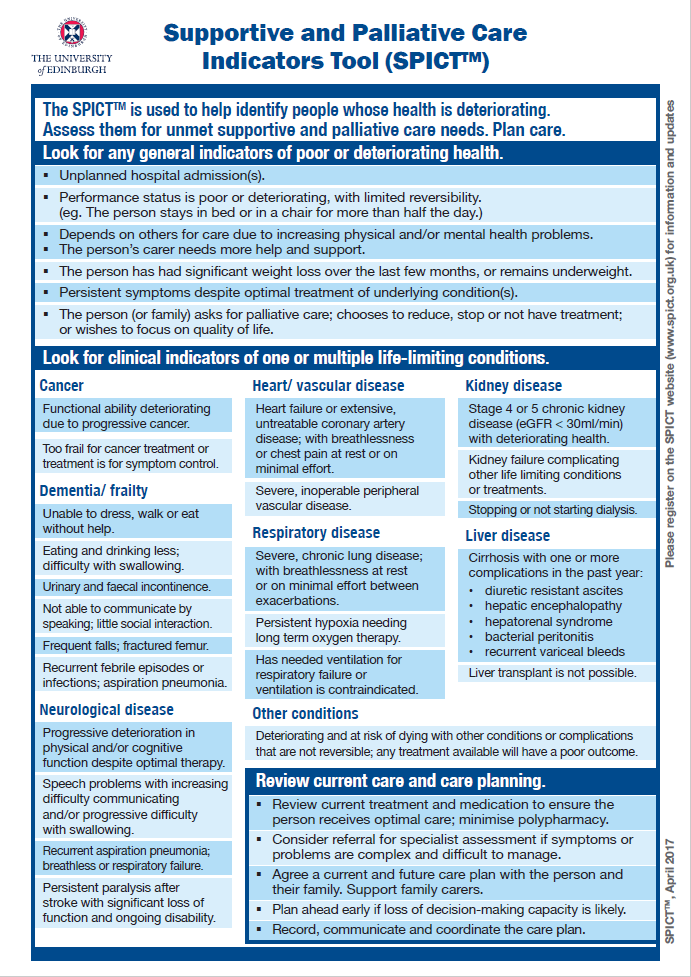 THE UNIVERSITY
of EDINBURGH
Supportive and Palliative Care
Indicators Tool (SPICT™)
The SPICT™ is used to help identify people whose health is deteriorating.
Assess them for unmet supportive and palliative care needs. Plan care.
Look for any general indicators of poor or deteriorating health.
▪ Unplanned hospital admission(s).
▪ Performance status is poor or deteriorating, with limited reversibility.
(eg. The person stays in bed or in a chair for more than half the day.)
▪ Depends on others for care due to increasing physical and/or mental health problems.
▪ The person's carer needs more help and support.
▪ The person has had significant weight loss over the last few months, or remains underweight.
▪ Persistent symptoms despite optimal treatment of underlying condition(s).
▪ The person (or family) asks for palliative care; chooses to reduce, stop or not have treatment;
or wishes to focus on quality of life.
Look for clinical indicators of one or multiple life-limiting conditions.
Cancer
Functional ability deteriorating
due to progressive cancer.
Too frail for cancer treatment or
treatment is for symptom control.
Dementia/ frailty
Unable to dress, walk or eat
without help.
Eating and drinking less;
difficulty with swallowing.
Urinary and faecal incontinence.
Not able to communicate by
speaking; little social interaction.
Frequent falls; fractured femur.
Recurrent febrile episodes or
infections; aspiration pneumonia.
Neurological disease
Progressive deterioration in
physical and/or cognitive
function despite optimal therapy.
Speech problems with increasing
difficulty communicating
and/or progressive difficulty
with swallowing.
Recurrent aspiration pneumonia;
breathless or respiratory failure.
Persistent paralysis after
stroke with significant loss of
function and ongoing disability.
Heart/ vascular disease
Heart failure or extensive,
untreatable coronary artery
disease; with breathlessness
or chest pain at rest or on
minimal effort.
Severe, inoperable peripheral
vascular disease.
Respiratory disease
Severe, chronic lung disease;
with breathlessness at rest
or on minimal effort between
exacerbations.
Persistent hypoxia needing
long term oxygen therapy.
Has needed ventilation for
respiratory failure or
ventilation is contraindicated.
Kidney disease
Stage 4 or 5 chronic kidney
disease (eGFR < 30ml/min)
with deteriorating health.
Kidney failure complicating
other life limiting conditions
or treatments.
Stopping or not starting dialysis.
Liver disease
Cirrhosis with one or more
complications in the past year:
• diuretic resistant ascites
• hepatic encephalopathy
• hepatorenal syndrome
• bacterial peritonitis
• recurrent variceal bleeds
Liver transplant is not possible.
Other conditions
Deteriorating and at risk of dying with other conditions or complications
that are not reversible; any treatment available will have a poor outcome.
Review current care and care planning.
▪ Review current treatment and medication to ensure the
person receives optimal care; minimise polypharmacy.
▪ Consider referral for specialist assessment if symptoms or
problems are complex and difficult to manage.
▪ Agree a current and future care plan with the person and
their family. Support family carers.
▪ Plan ahead early if loss of decision-making capacity is likely.
▪ Record, communicate and coordinate the care plan.
Please register on the SPICT website (www.spict.org.uk) for information and updates
SPICT™, April 2017